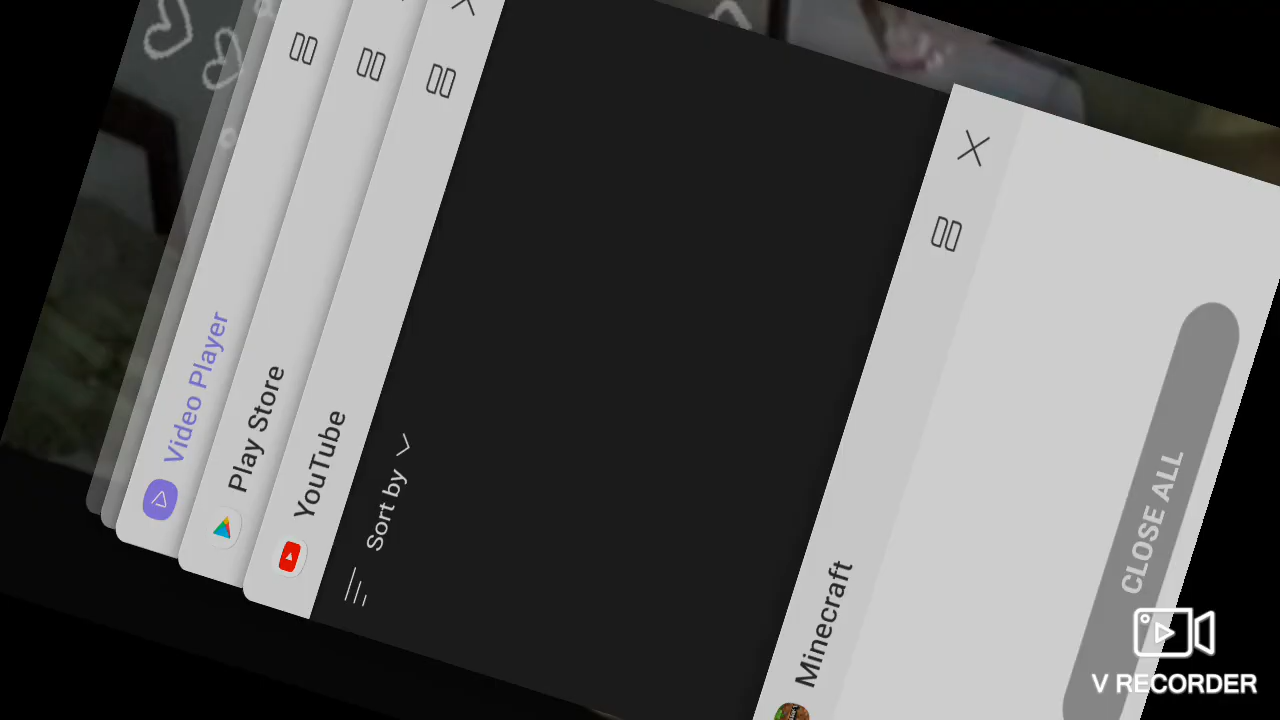 Video Player
Play Store
YouTube
Sort by
Minecraft
CLOSE ALL
V RECORDER